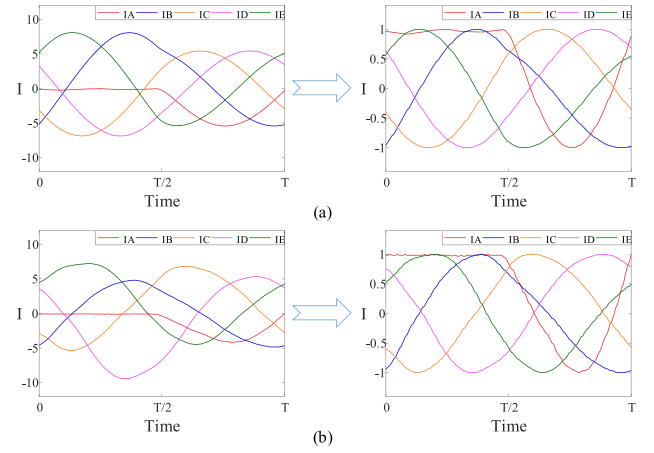 IA IB IC ID IE
10
5
0
-5
-10
I
0 T/2 T
Time
IA IB IC ID IE
1
0.5
0
-0.5
-1
I
0 T/2 T
Time
(a)
IA IB IC ID IE
10
5
0
-5
-10
I
0 T/2 T
Time
IA IB IC ID IE
1
0.5
0
-0.5
-1
I
0 T/2 T
Time
(b)